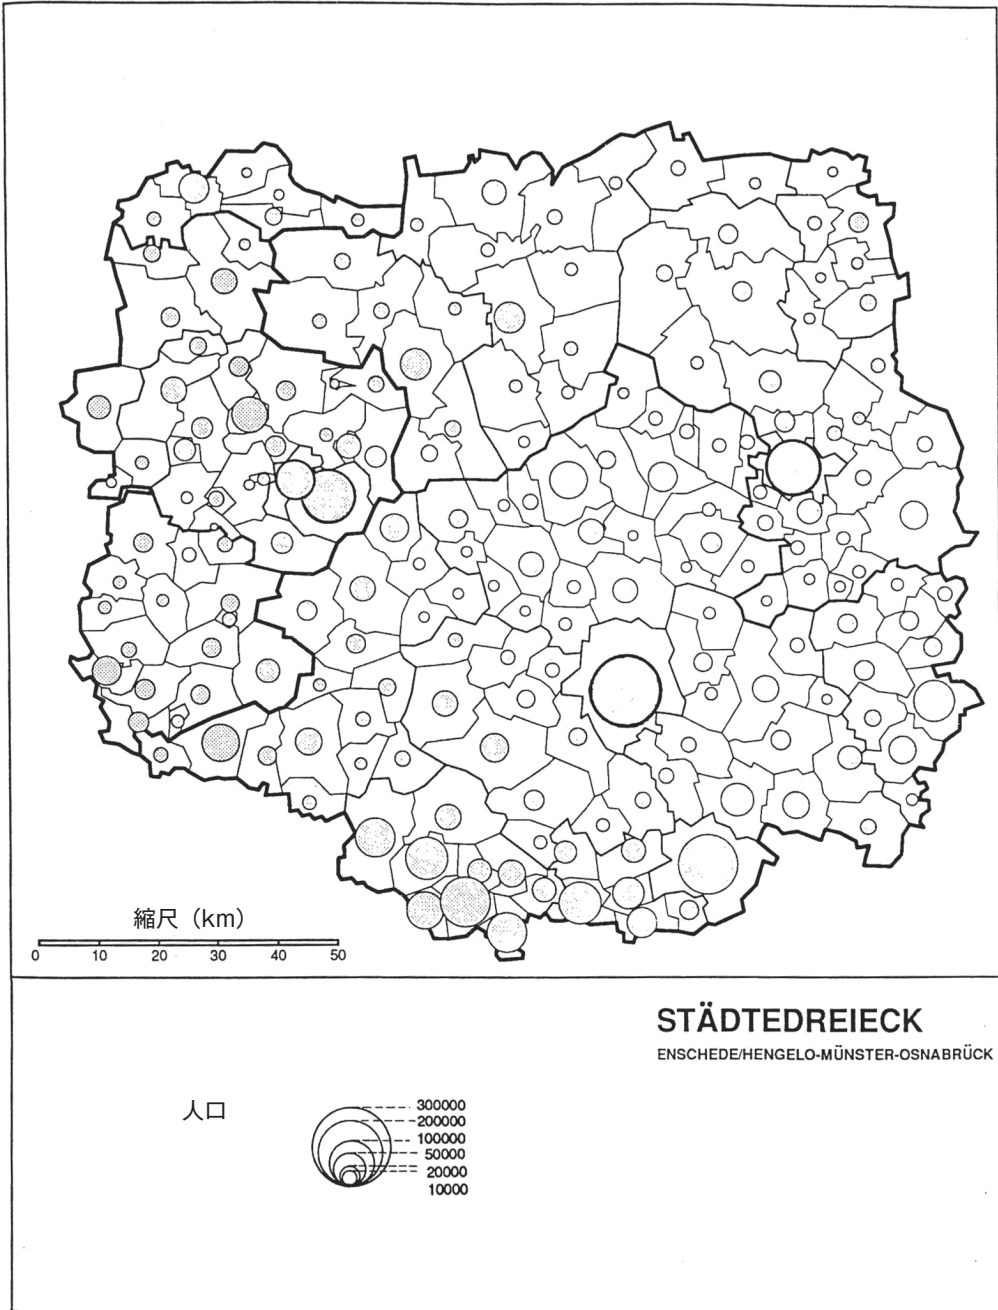 縮尺（km）
0 10 20 30 40 50
STÄDTEDREIECK
ENSCHEDE/HENGELO-MÜNSTER-OSNABRÜCK
人口
300000
200000
100000
50000
20000
10000